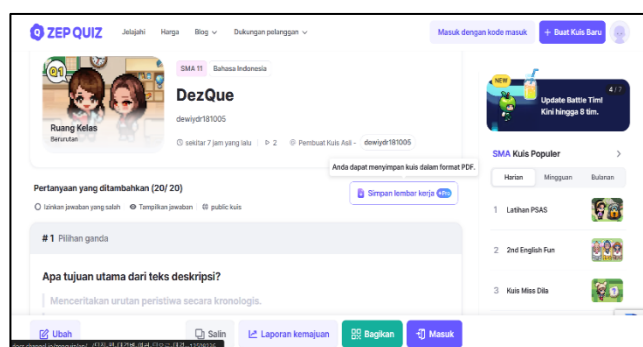 ZEP QUIZ
Jelajahi Harga Blog Dukungan pelanggan
Masuk dengan kode masuk
+ Buat Kuis Baru
Q1
Ruang Kelas
Berurutan
SMA 11 Bahasa Indonesia
DezQue
dewiydr181005
sekitar 7 jam yang lalu 2 Pembuat Kuis Asli - dewiydr181005
Anda dapat menyimpan kuis dalam format PDF.
Pertanyaan yang ditambahkan (20/ 20)
Simpan lembar kerja Pro
Izinkan jawaban yang salah Tampilkan jawaban public kuis
#1 Pilihan ganda
Apa tujuan utama dari teks deskripsi?
Menceritakan urutan peristiwa secara kronologis.
NEW
4 / 7
Update Battle Tim!
Kini hingga 8 tim.
SMA Kuis Populer
Harian Mingguan Bulanan
1 Latihan PSAS
2 2nd English Fun
3 Kuis Miss Dila
Ubah
Salin
Laporan kemajuan
Bagikan
Masuk